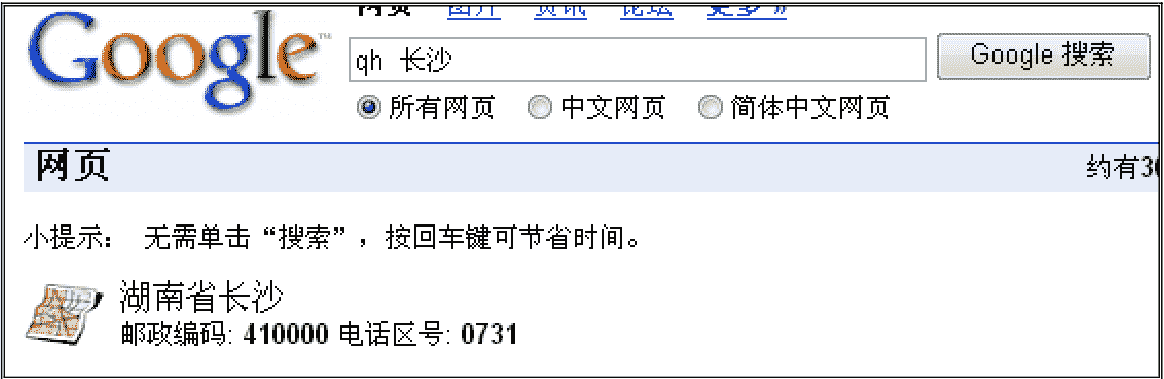 网页 图片 资讯 论坛 更多 »
Google™
qh 长沙
Google 搜索
所有网页 中文网页 简体中文网页
网页
约有
小提示： 无需单击“搜索”，按回车键可节省时间。
湖南省长沙
邮政编码: 410000 电话区号: 0731